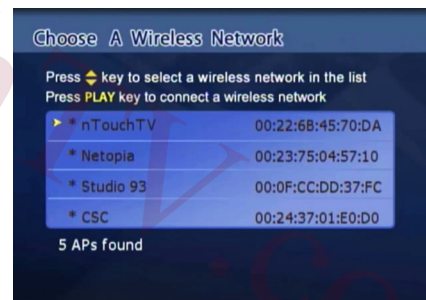 Choose A Wireless Network
Press key to select a wireless network in the list
Press PLAY key to connect a wireless network
* nTouchTV 00:22:6B:45:70:DA
* Netopia 00:23:75:04:57:10
* Studio 93 00:0F:CC:DD:37:FC
* CSC 00:24:37:01:E0:D0
5 APs found